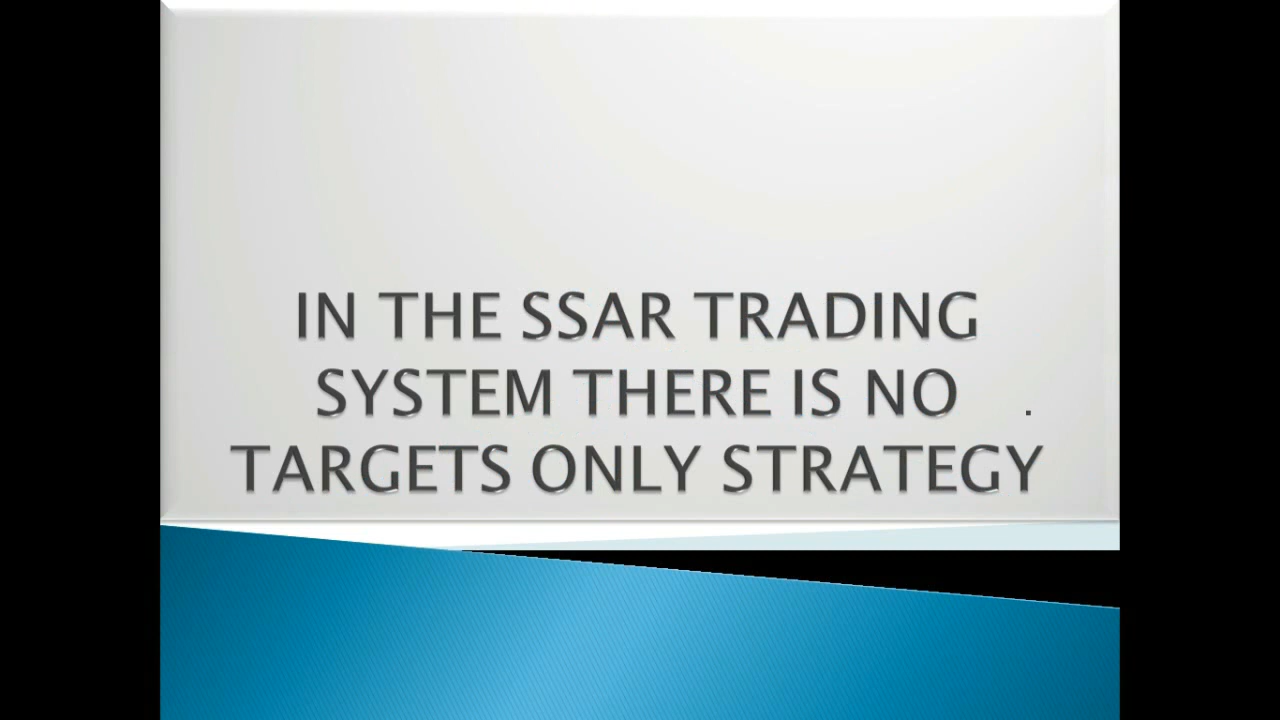 IN THE SSAR TRADING
SYSTEM THERE IS NO .
TARGETS ONLY STRATEGY